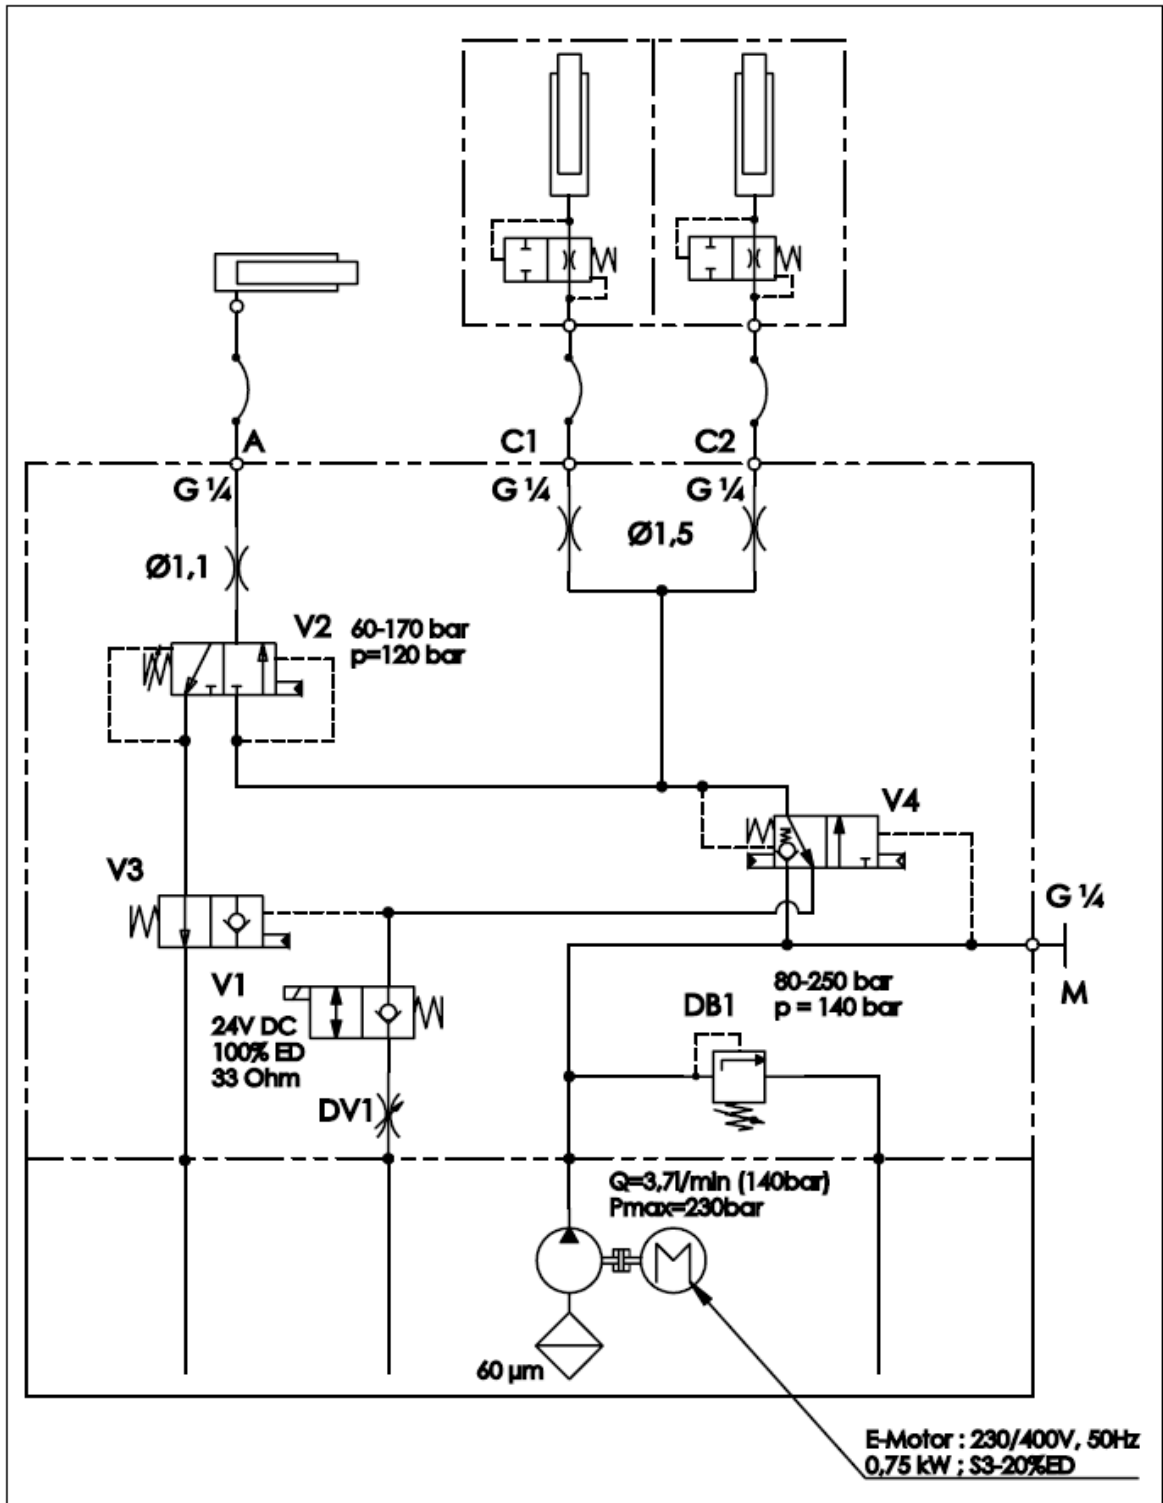 A
C1
C2
G ¼
G ¼
G ¼
Ø1,1
Ø1,5
V2
60-170 bar
p=120 bar
V4
V3
G ¼
M
V1
24V DC
100% ED
33 Ohm
80-250 bar
p = 140 bar
DB1
DV1
Q=3,7l/min (140bar)
Pmax=230bar
M
60 µm
E-Motor : 230/400V, 50Hz
0,75 kW ; S3-20%ED